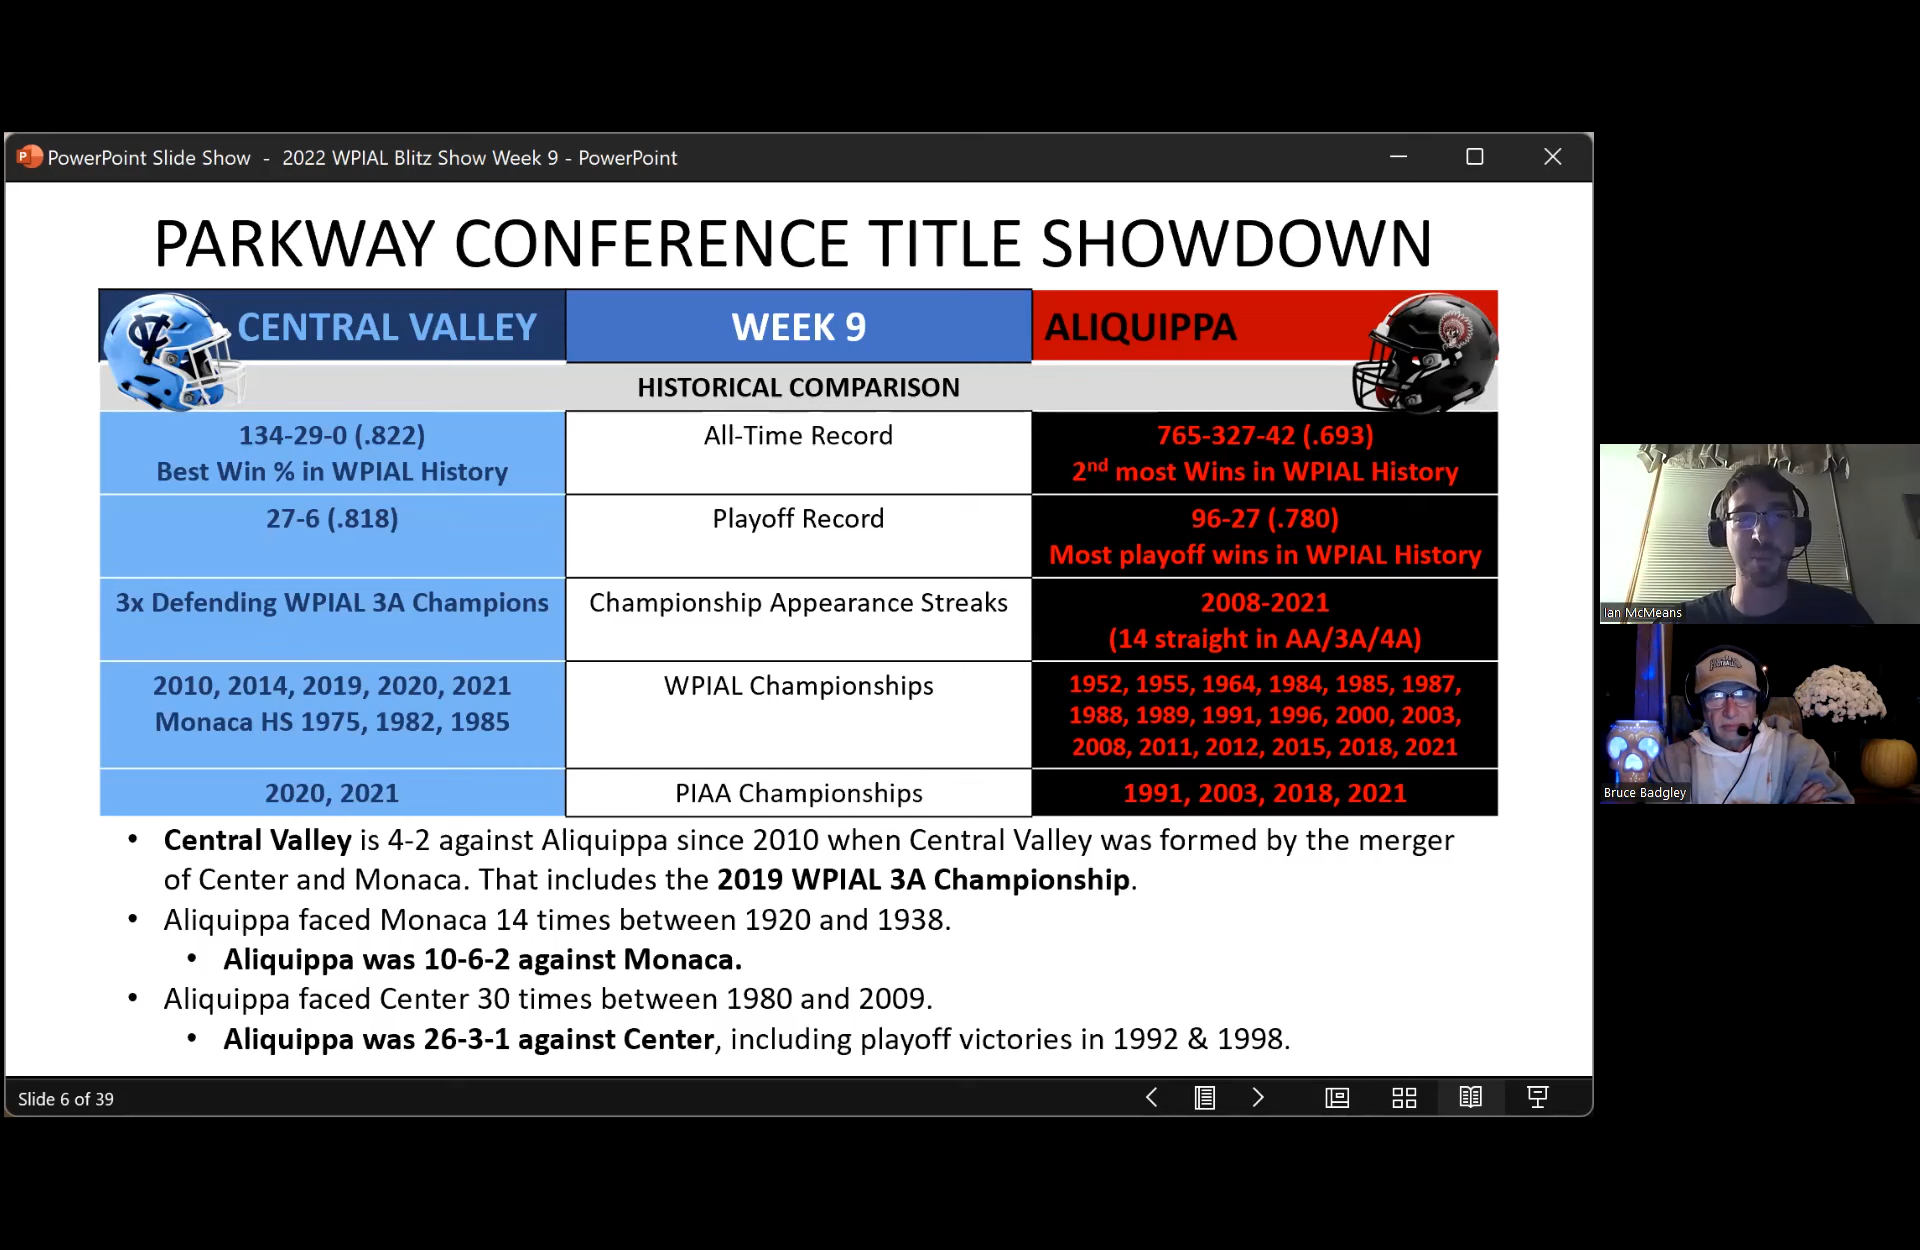 PowerPoint Slide Show - 2022 WPIAL Blitz Show Week 9 - PowerPoint
PARKWAY CONFERENCE TITLE SHOWDOWN
CENTRAL VALLEY WEEK 9 ALIQUIPPA
HISTORICAL COMPARISON
134-29-0 (.822) All-Time Record 765-327-42 (.693)
Best Win % in WPIAL History 2nd most Wins in WPIAL History
27-6 (.818) Playoff Record 96-27 (.780)
Most playoff wins in WPIAL History
3x Defending WPIAL 3A Champions Championship Appearance Streaks 2008-2021
(14 straight in AA/3A/4A)
2010, 2014, 2019, 2020, 2021 WPIAL Championships 1952, 1955, 1964, 1984, 1985, 1987,
Monaca HS 1975, 1982, 1985 1988, 1989, 1991, 1996, 2000, 2003,
2008, 2011, 2012, 2015, 2018, 2021
2020, 2021 PIAA Championships 1991, 2003, 2018, 2021
• Central Valley is 4-2 against Aliquippa since 2010 when Central Valley was formed by the merger
of Center and Monaca. That includes the 2019 WPIAL 3A Championship.
• Aliquippa faced Monaca 14 times between 1920 and 1938.
• Aliquippa was 10-6-2 against Monaca.
• Aliquippa faced Center 30 times between 1980 and 2009.
• Aliquippa was 26-3-1 against Center, including playoff victories in 1992 & 1998.
Slide 6 of 39
Ian McMeans
Bruce Badgley